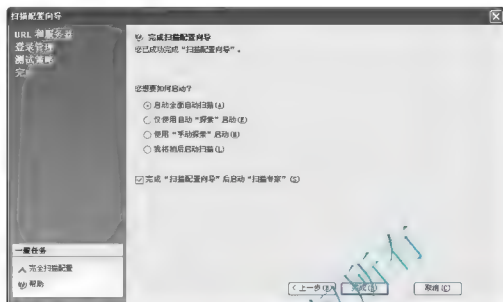 扫描配置向导
URL 和服务器
登录管理
测试策略
完成
完成扫描配置向导
您已成功完成“扫描配置向导”。
您想要如何启动?
启动全面自动扫描(A)
仅使用自动“探索”启动(E)
使用“手动探索”启动(M)
我将稍后启动扫描(L)
完成“扫描配置向导”后启动“扫描专家”(S)
一般任务
完全扫描配置
帮助
<上一步(B)
完成(F)
取消(C)
所有